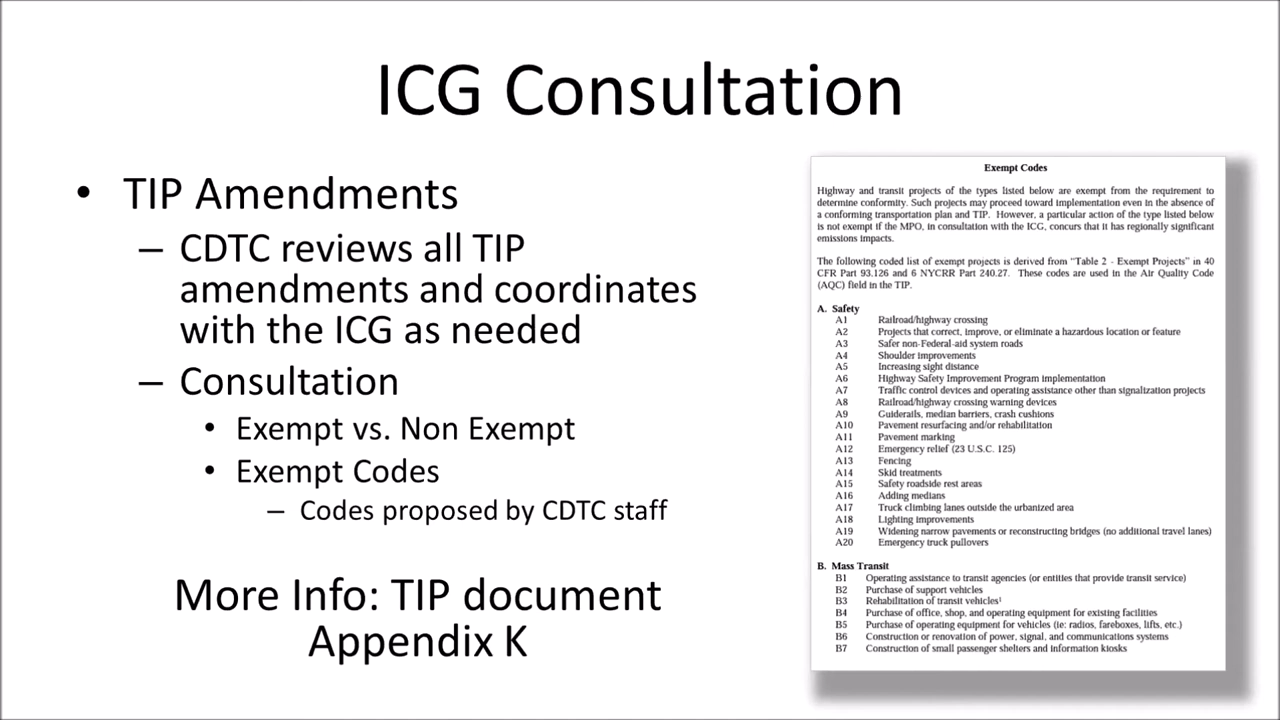 ICG Consultation
• TIP Amendments
– CDTC reviews all TIP
amendments and coordinates
with the ICG as needed
– Consultation
• Exempt vs. Non Exempt
• Exempt Codes
– Codes proposed by CDTC staff
More Info: TIP document
Appendix K
Exempt Codes
Highway and transit projects of the types listed below are exempt from the requirement to
determine conformity. Such projects may proceed toward implementation even in the absence of
a conforming transportation plan and TIP. However, a particular action of the type listed below
is not exempt if the MPO, in consultation with the ICG, concurs that it has regionally significant
emissions impacts.
The following coded list of exempt projects is derived from "Table 2 - Exempt Projects" in 40
CFR Part 93.126 and 6 NYCRR Part 240.27. These codes are used in the Air Quality Code
(AQC) field in the TIP.
A. Safety
A1 Railroad/highway crossing
A2 Projects that correct, improve, or eliminate a hazardous location or feature
A3 Safer non-Federal-aid system roads
A4 Shoulder improvements
A5 Increasing sight distance
A6 Highway Safety Improvement Program implementation
A7 Traffic control devices and operating assistance other than signalization projects
A8 Railroad/highway crossing warning devices
A9 Guiderails, median barriers, crash cushions
A10 Pavement resurfacing and/or rehabilitation
A11 Pavement marking
A12 Emergency relief (23 U.S.C. 125)
A13 Fencing
A14 Skid treatments
A15 Safety roadside rest areas
A16 Adding medians
A17 Truck climbing lanes outside the urbanized area
A18 Lighting improvements
A19 Widening narrow pavements or reconstructing bridges (no additional travel lanes)
A20 Emergency truck pullovers
B. Mass Transit
B1 Operating assistance to transit agencies (or entities that provide transit service)
B2 Purchase of support vehicles
B3 Rehabilitation of transit vehicles¹
B4 Purchase of office, shop, and operating equipment for existing facilities
B5 Purchase of operating equipment for vehicles (ie: radios, fareboxes, lifts, etc.)
B6 Construction or renovation of power, signal, and communications systems
B7 Construction of small passenger shelters and information kiosks